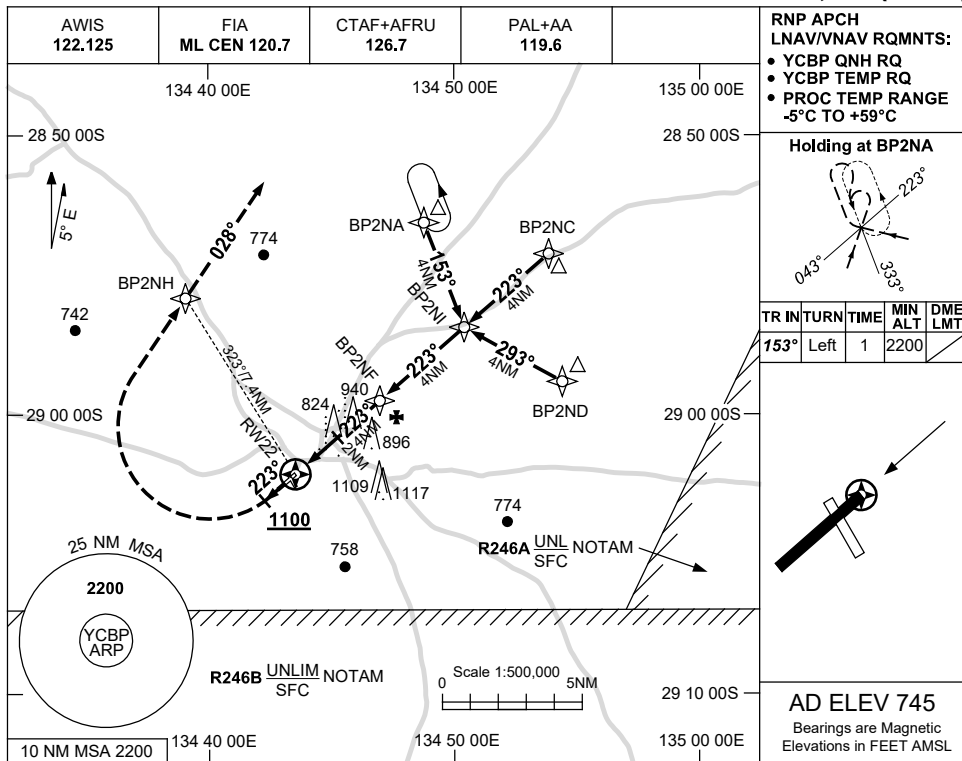 AWIS
122.125
FIA
ML CEN 120.7
CTAF+AFRU
126.7
PAL+AA
119.6
RNP APCH
LNAV/VNAV RQMNTS:
• YCBP QNH RQ
• YCBP TEMP RQ
• PROC TEMP RANGE
-5°C TO +59°C
134 40 00E
134 50 00E
135 00 00E
28 50 00S
28 50 00S
5° E
Holding at BP2NA
223°
043°
333°
TR IN
TURN
TIME
MIN ALT
DME LMT
153°
Left
1
2200
BP2NA
BP2NC
028°
774
153°
4NM
223°
4NM
BP2NH
BP2NI
742
293°
4NM
223°
4NM
BP2NF
BP2ND
323°/7.4NM
940
824
29 00 00S
29 00 00S
223°
4NM
896
2NM
RW22
223°
1109
1117
1100
774
758
R246A UNL
SFC
NOTAM
25 NM MSA
2200
YCBP
ARP
R246B UNLIM
SFC
NOTAM
Scale 1:500,000
0
5NM
29 10 00S
10 NM MSA 2200
134 40 00E
134 50 00E
135 00 00E
AD ELEV 745
Bearings are Magnetic
Elevations in FEET AMSL